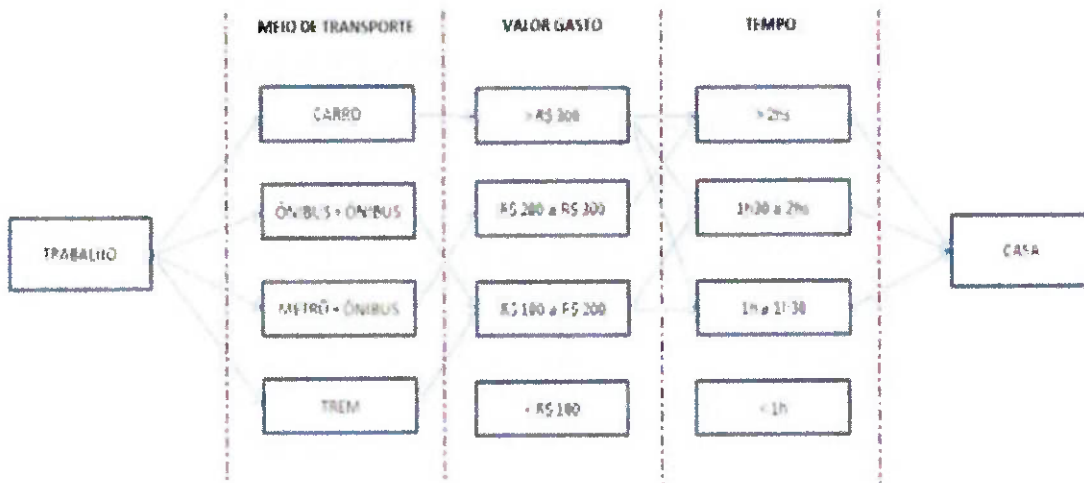 MEIO DE TRANSPORTE
VALOR GASTO
TEMPO
CARRO
> R$ 300
> 2hs
ÔNIBUS + ÔNIBUS
R$ 200 a R$ 300
1h30 a 2hs
TRABALHO
CASA
METRÔ + ÔNIBUS
R$ 100 a R$ 200
1h a 1h30
TREM
< R$ 100
< 1h